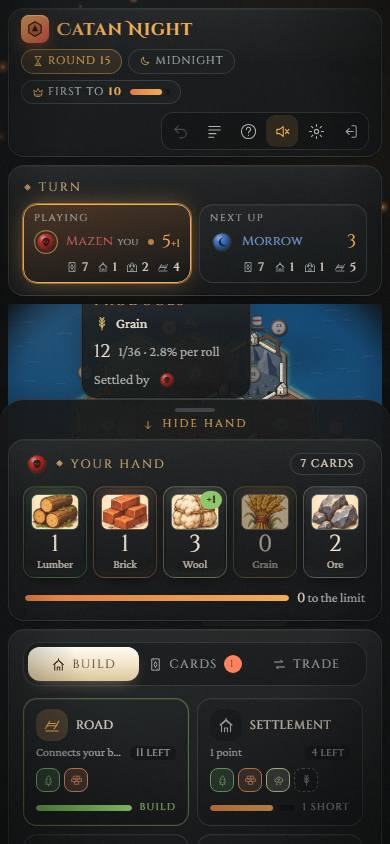 CATAN NIGHT
ROUND 15
MIDNIGHT
FIRST TO 10
TURN
PLAYING
MAZEN YOU 5+1
7 1 2 4
NEXT UP
MORROW 3
7 1 1 5
Grain
12 1/36 · 2.8% per roll
Settled by
↓ HIDE HAND
YOUR HAND
7 CARDS
+1
1 1 3 0 2
Lumber Brick Wool Grain Ore
0 to the limit
BUILD CARDS 1 TRADE
ROAD
Connects your b... 11 LEFT
BUILD
SETTLEMENT
1 point 4 LEFT
1 SHORT